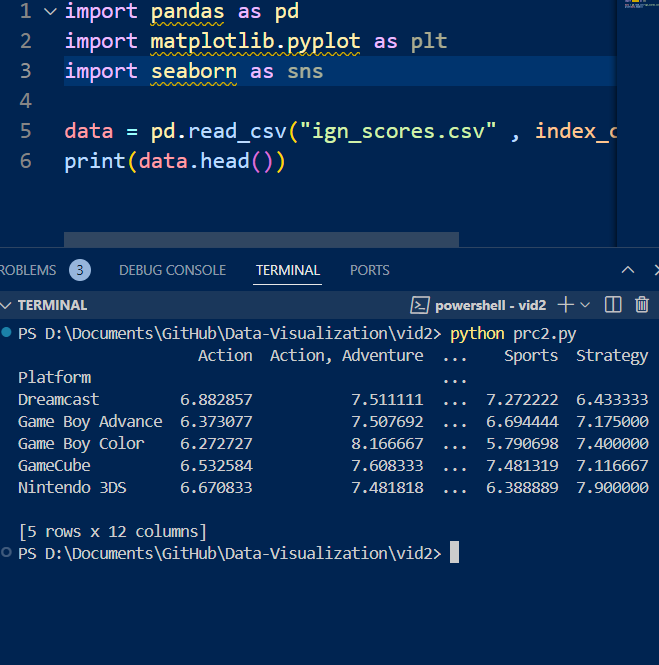 1 import pandas as pd
2 import matplotlib.pyplot as plt
3 import seaborn as sns
4
5 data = pd.read_csv("ign_scores.csv" , index_c
6 print(data.head())
ROBLEMS 3 DEBUG CONSOLE TERMINAL PORTS
TERMINAL powershell - vid2
PS D:\Documents\GitHub\Data-Visualization\vid2> python prc2.py
Action Action, Adventure ... Sports Strategy
Platform ...
Dreamcast 6.882857 7.511111 ... 7.272222 6.433333
Game Boy Advance 6.373077 7.507692 ... 6.694444 7.175000
Game Boy Color 6.272727 8.166667 ... 5.790698 7.400000
GameCube 6.532584 7.608333 ... 7.481319 7.116667
Nintendo 3DS 6.670833 7.481818 ... 6.388889 7.900000
[5 rows x 12 columns]
PS D:\Documents\GitHub\Data-Visualization\vid2>